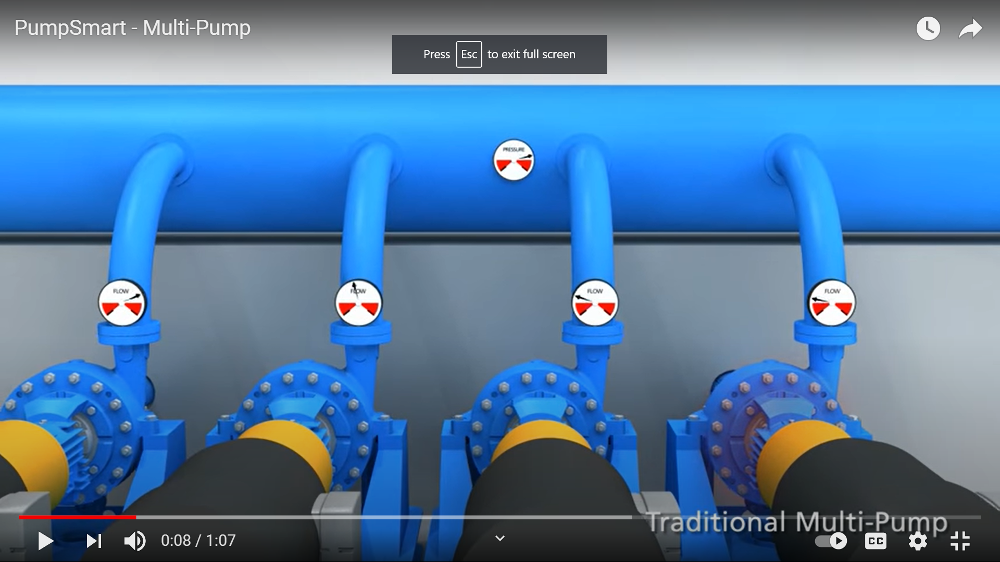 PumpSmart - Multi-Pump
Press Esc to exit full screen
PRESSURE
FLOW
FLOW
FLOW
FLOW
Traditional Multi-Pump
0:08 / 1:07
CC